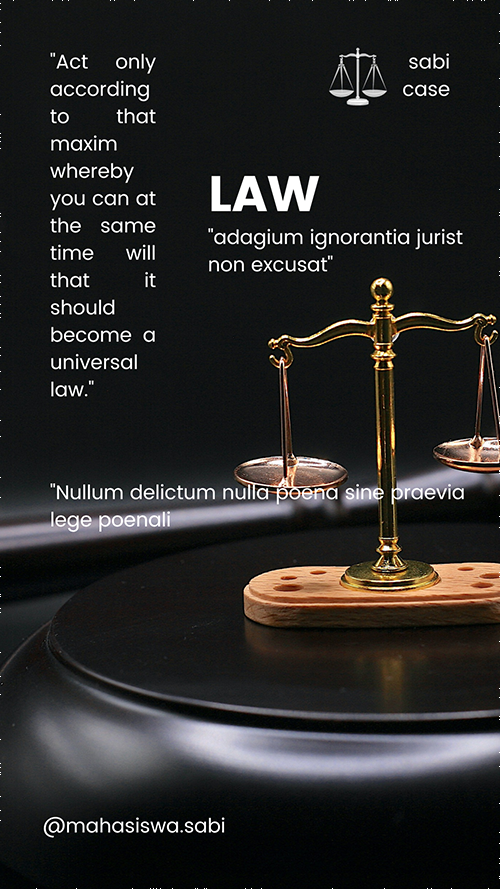 "Act only
according
to that
maxim
whereby
you can at
the same
time will
that it
should
become a
universal
law."
sabi
case
LAW
"adagium ignorantia jurist
non excusat"
"Nullum delictum nulla poena sine praevia
lege poenali
@mahasiswa.sabi